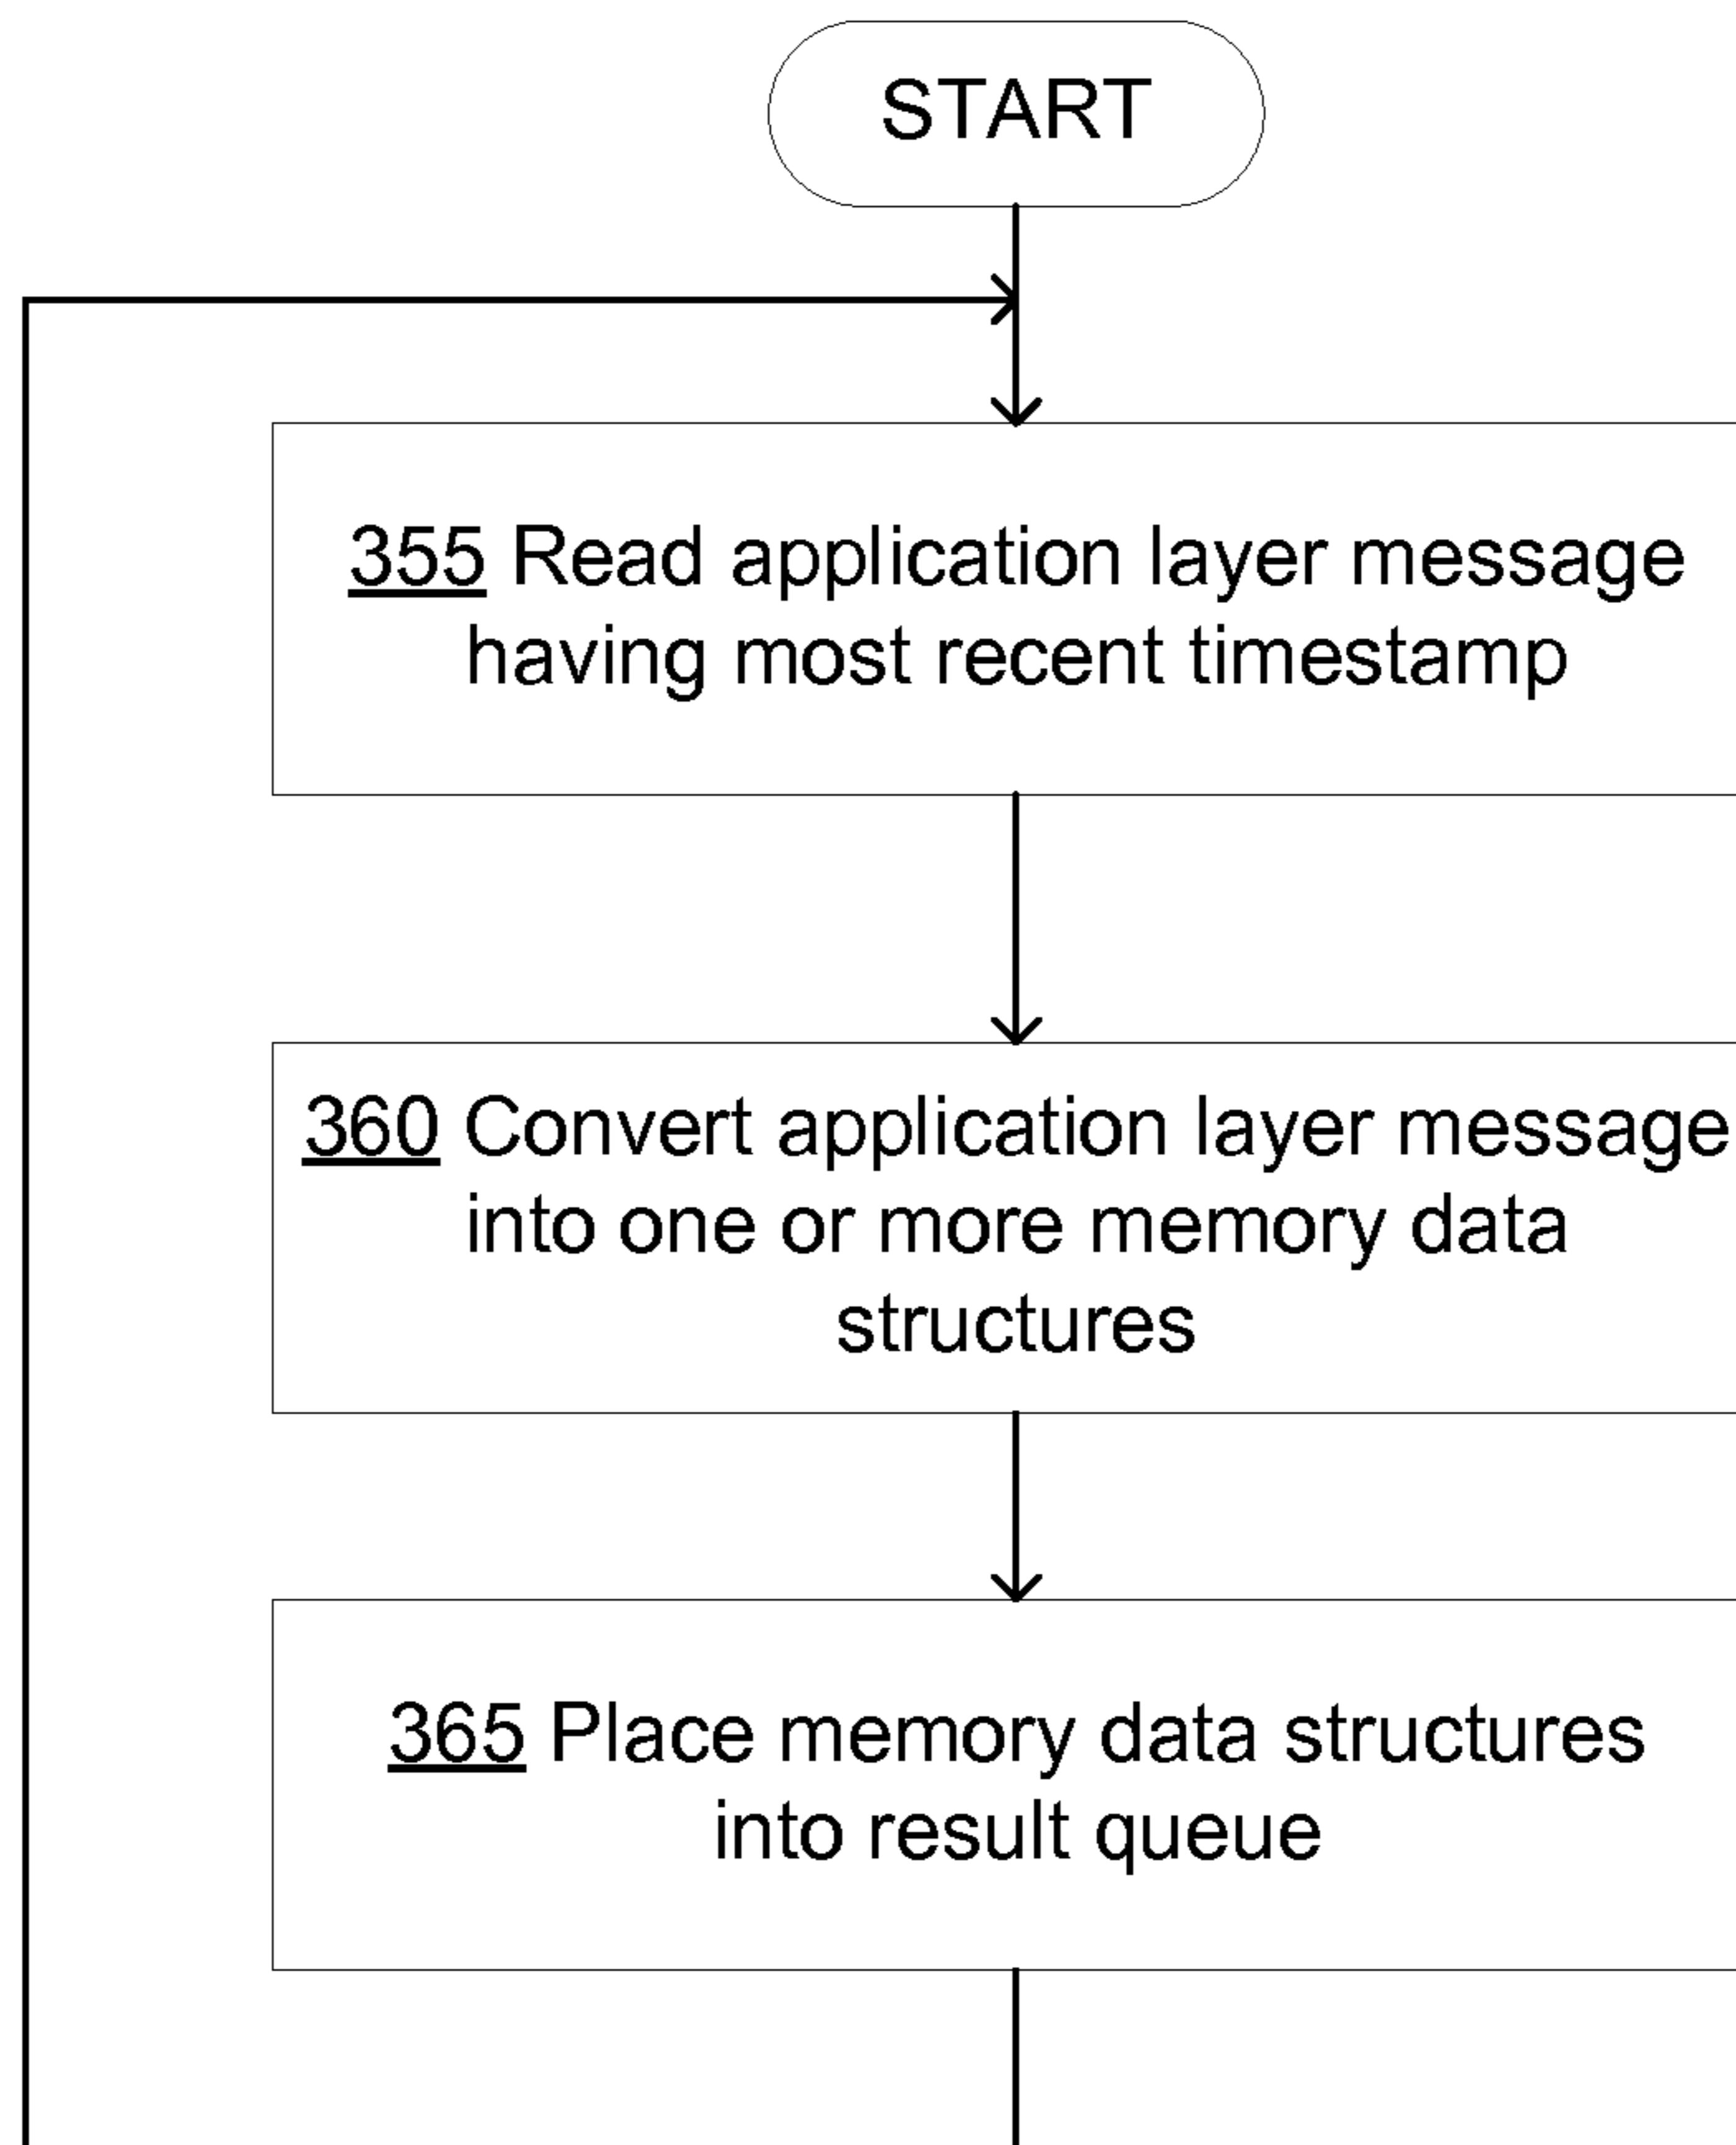 START
355 Read application layer message
having most recent timestamp
360 Convert application layer message
into one or more memory data
structures
365 Place memory data structures
into result queue